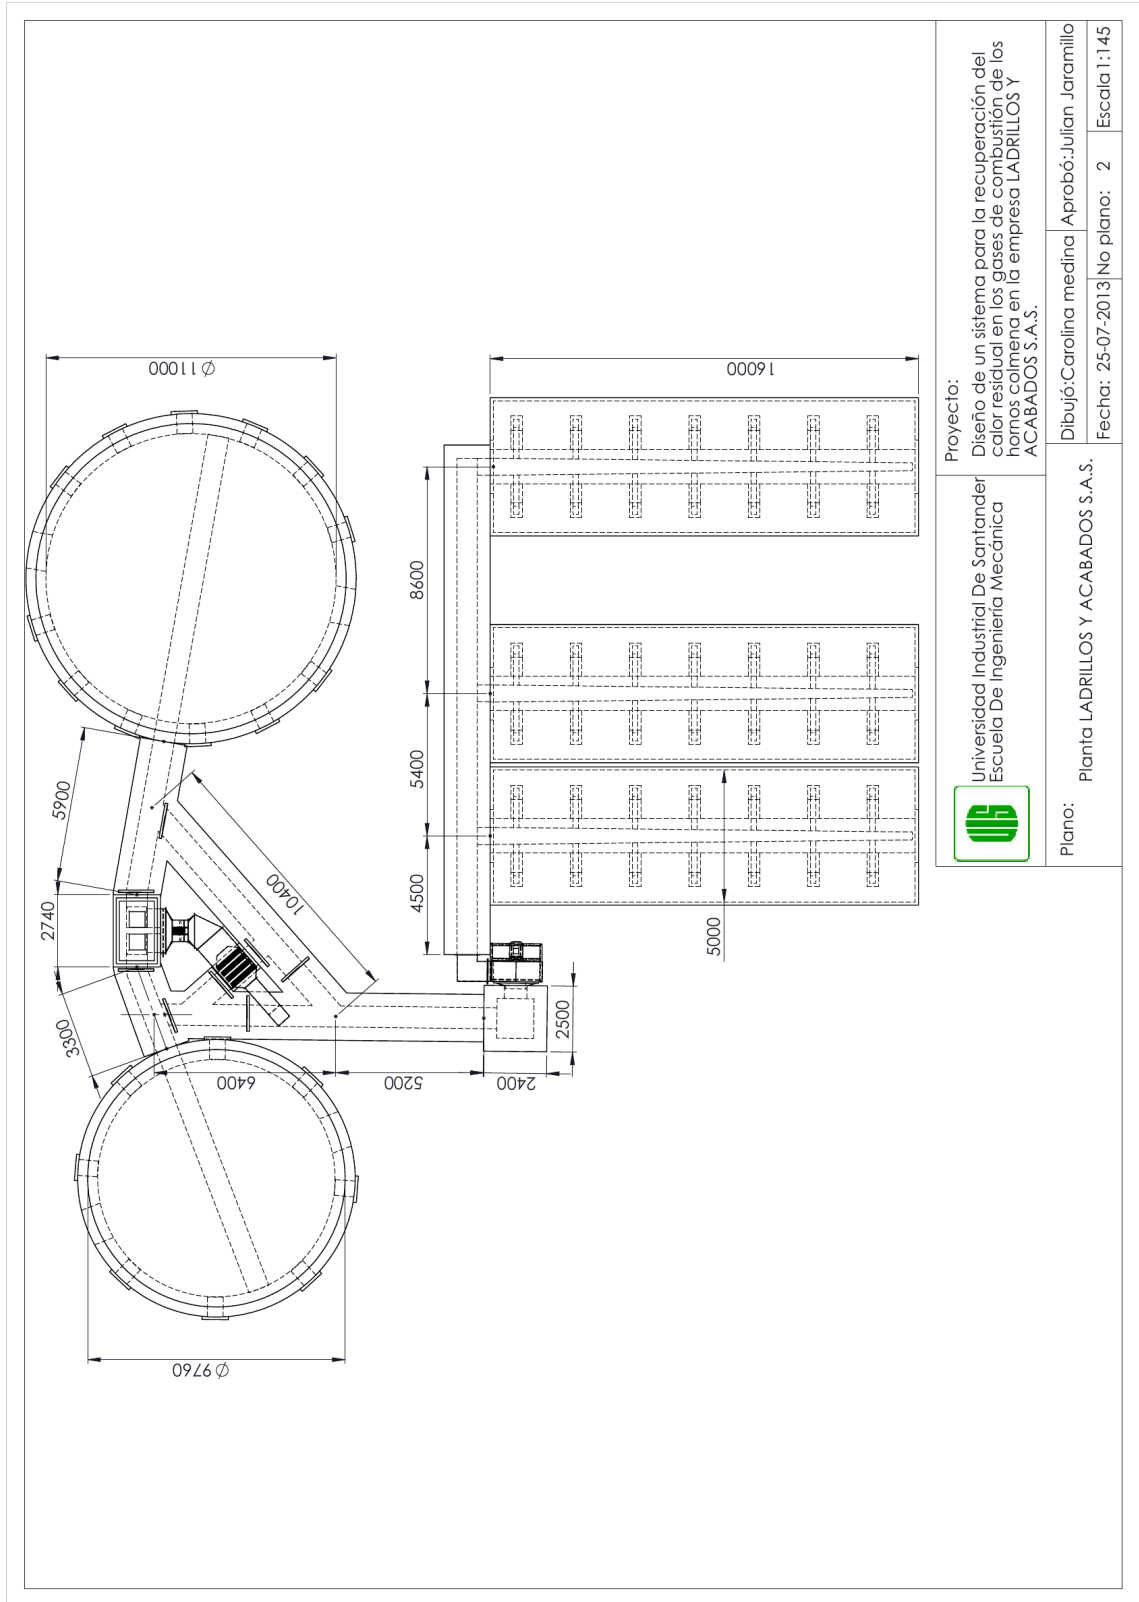 Ø11000
16000
8600
5900
5400
10400
2740
4500
5000
3300
2500
6400
5200
2400
Ø9760
UIS
Universidad Industrial De Santander
Escuela De Ingeniería Mecánica
Proyecto:
Diseño de un sistema para la recuperación del
calor residual en los gases de combustión de los
hornos colmena en la empresa LADRILLOS Y
ACABADOS S.A.S.
Plano:
Planta LADRILLOS Y ACABADOS S.A.S.
Dibujó:Carolina medina
Aprobó:Julian Jaramillo
Fecha: 25-07-2013
No plano: 2
Escala 1:145